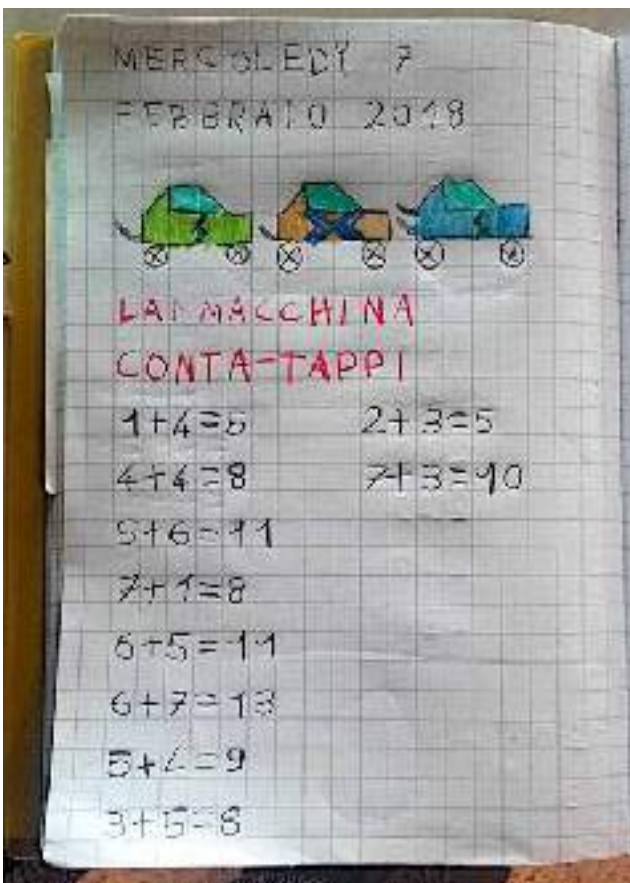 MERCOLEDY 7
FEBBRAIO 2018
LA MACCHINA
CONTA-TAPPI
1+4=5
4+4=8
5+6=11
7+1=8
6+5=11
6+7=13
5+4=9
3+5=8
2+3=5
7+3=10